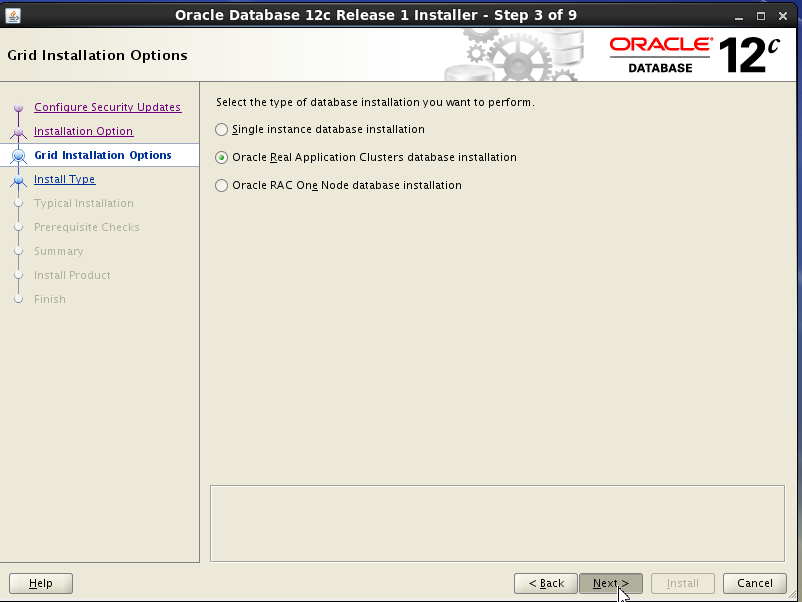 Oracle Database 12c Release 1 Installer - Step 3 of 9
Grid Installation Options
ORACLE®
DATABASE
12c
Configure Security Updates
Installation Option
Grid Installation Options
Install Type
Typical Installation
Prerequisite Checks
Summary
Install Product
Finish
Select the type of database installation you want to perform.
Single instance database installation
Oracle Real Application Clusters database installation
Oracle RAC One Node database installation
Help
< Back
Next >
Install
Cancel